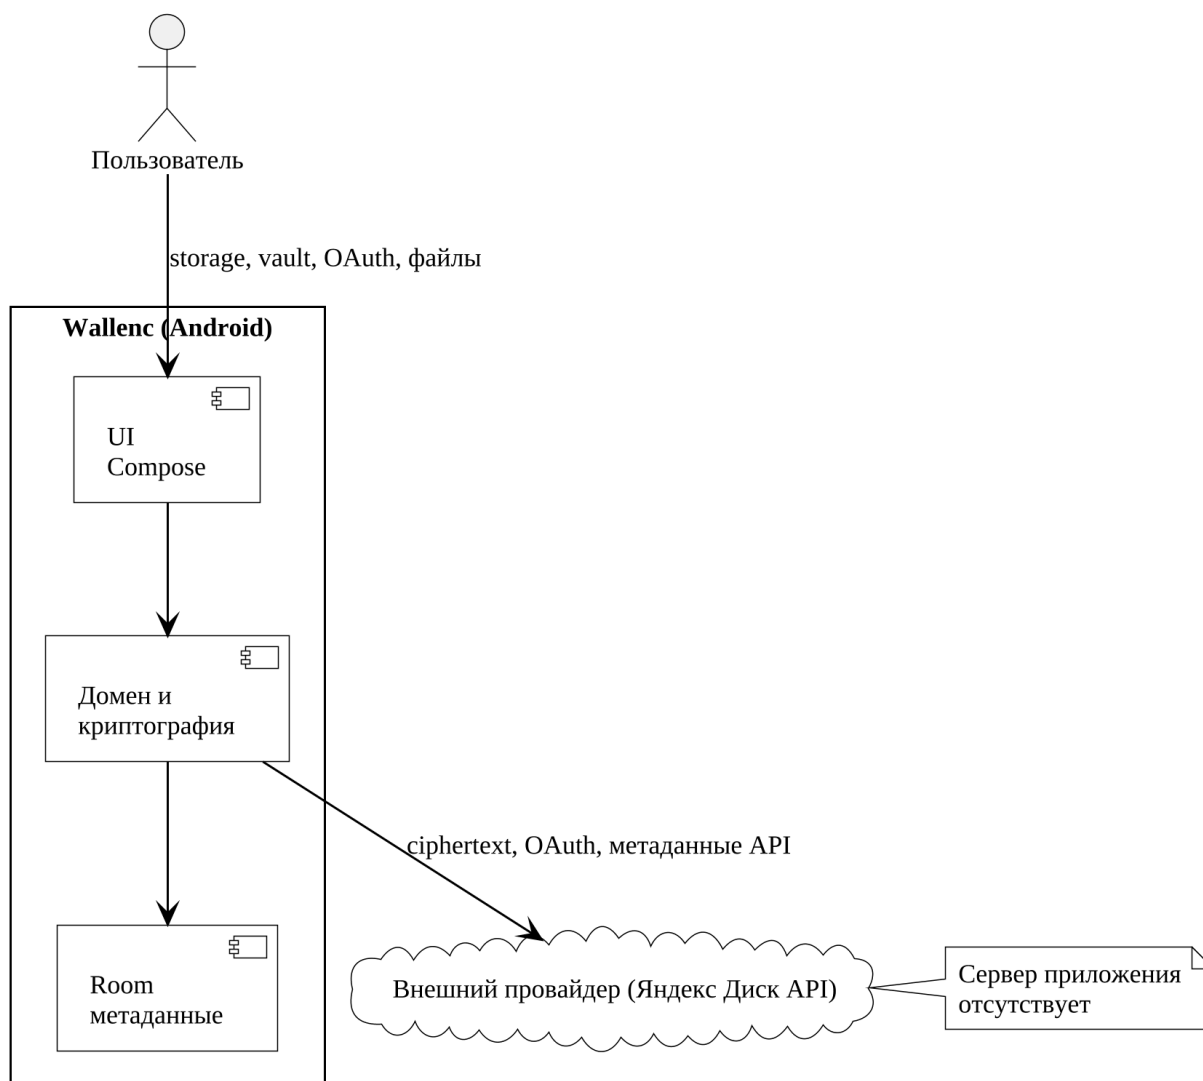 Пользователь
storage, vault, OAuth, файлы
Wallenc (Android)
UI
Compose
Домен и
криптография
ciphertext, OAuth, метаданные API
Room
метаданные
Внешний провайдер (Яндекс Диск API)
Сервер приложения
отсутствует